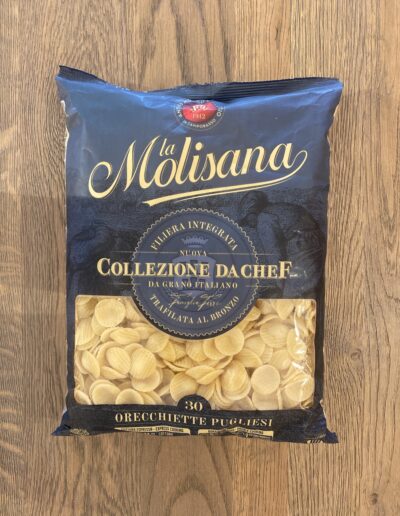 1912
la
Molisana
FILIERA INTEGRATA
NUOVA
COLLEZIONE DA CHEF
DA GRANO ITALIANO
TRAFILATA AL BRONZO
30
ORECCHIETTE PUGLIESI